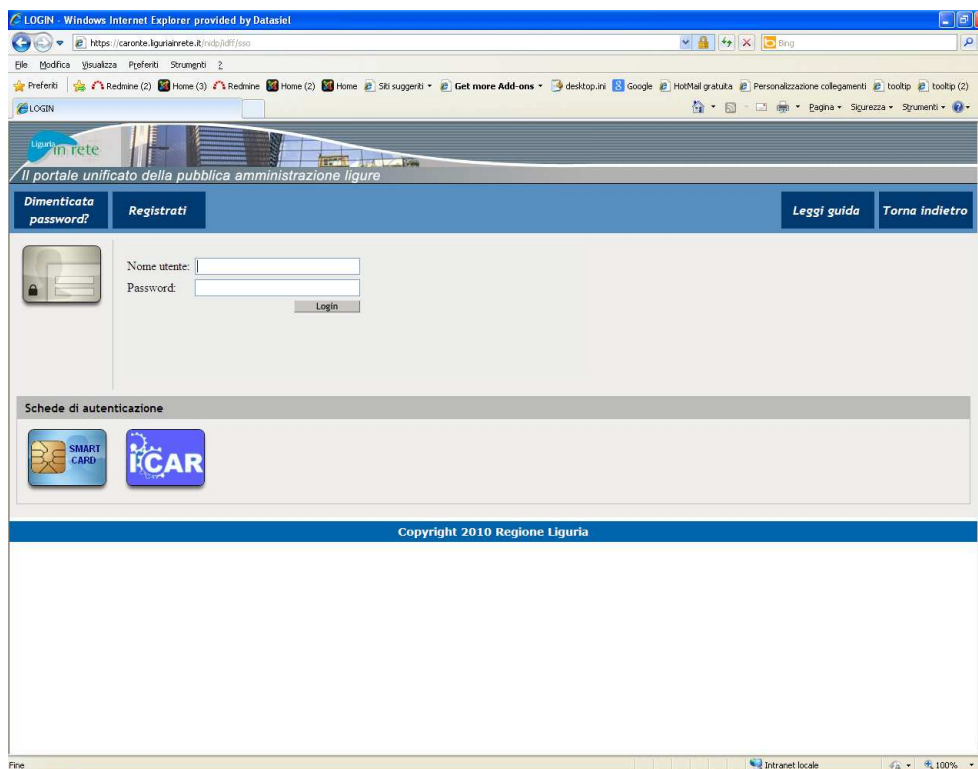 LOGIN - Windows Internet Explorer provided by Datasiel
https://caronte.liguriainrete.it/nidp/idff/sso
Bing
File Modifica Visualizza Preferiti Strumenti ?
Preferiti Redmine (2) Home (3) Redmine Home (2) Home Siti suggeriti Get more Add-ons desktop.ini Google HotMail gratuita Personalizzazione collegamenti tooltip tooltip (2)
LOGIN
Pagina Sicurezza Strumenti
Liguria
in rete
Il portale unificato della pubblica amministrazione ligure
Dimenticata password?
Registrati
Leggi guida
Torna indietro
Nome utente:
Password:
Login
Schede di autenticazione
SMART
CARD
ICAR
Copyright 2010 Regione Liguria
Fine
Intranet locale
100%